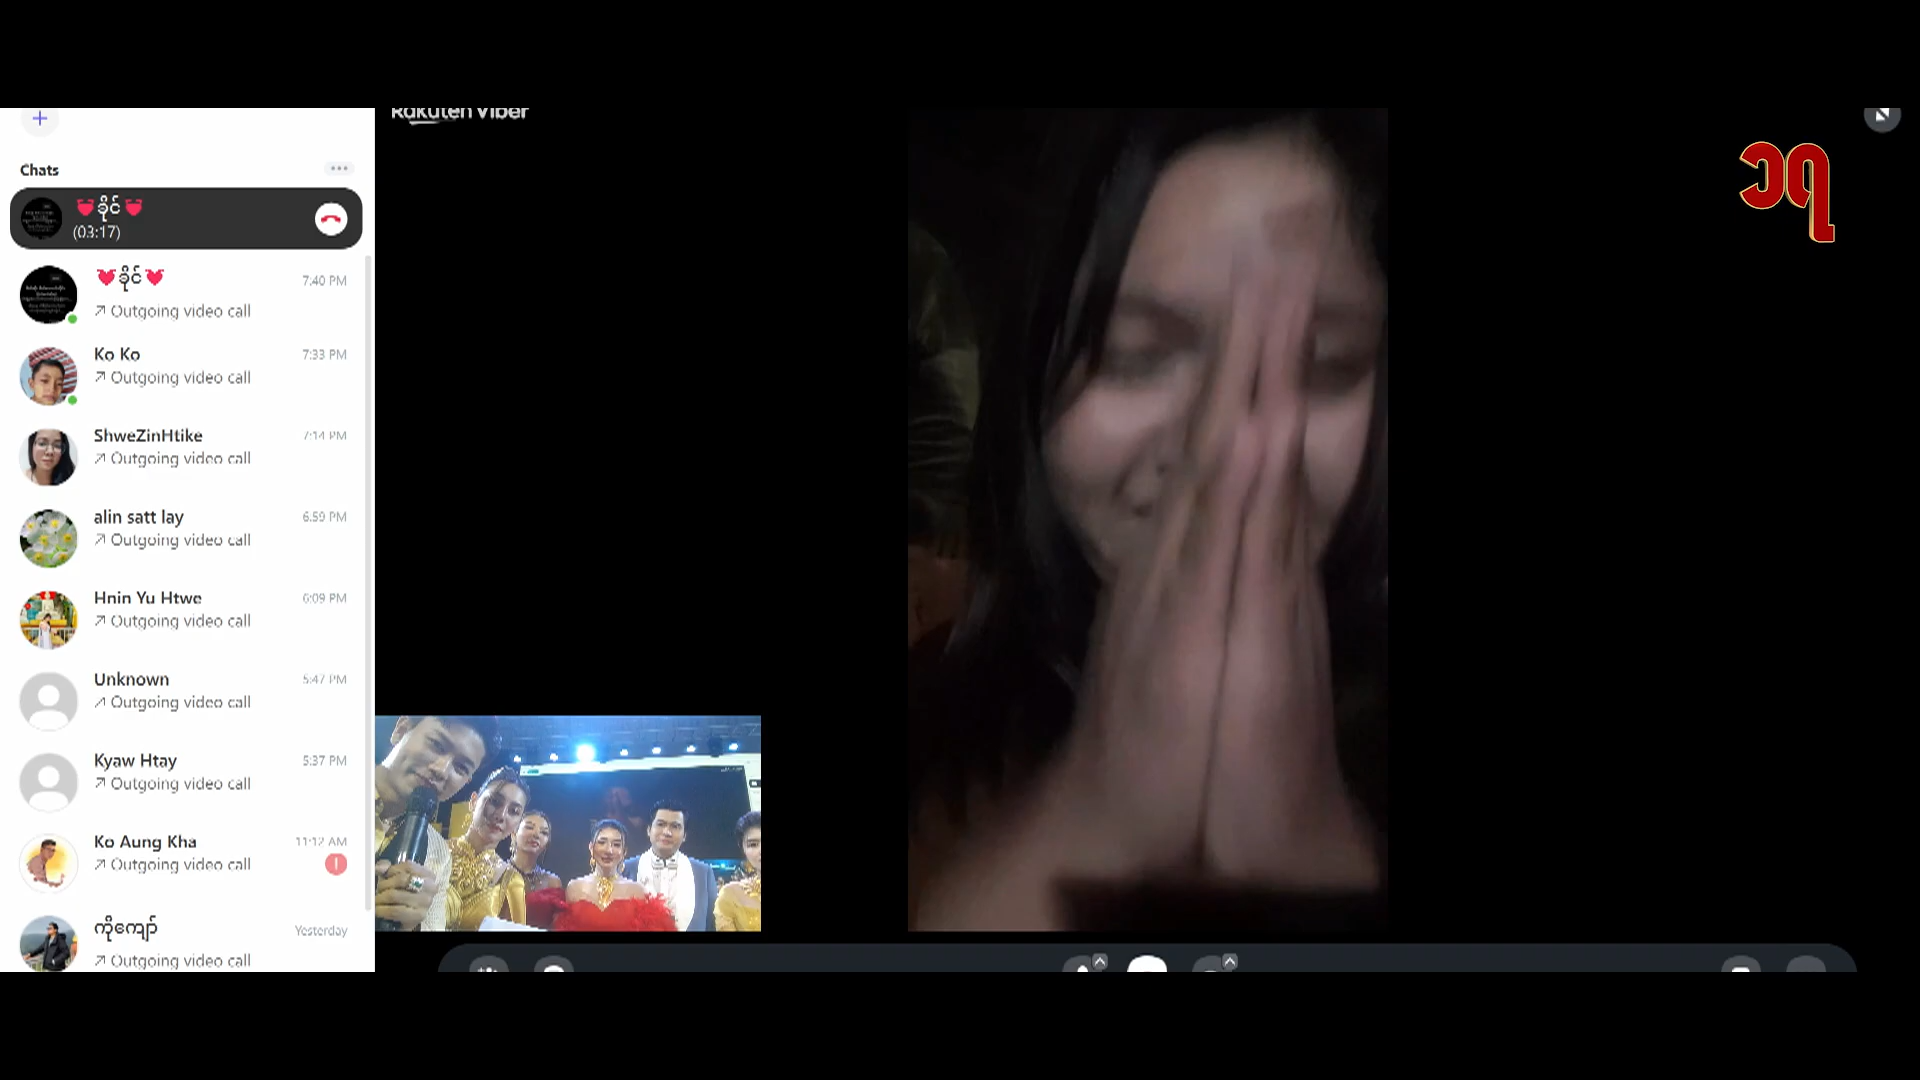 Rakuten Viber
Chats
ခိုင်
(03:17)
ခိုင်
7:40 PM
Outgoing video call
Ko Ko
7:33 PM
Outgoing video call
ShweZinHtike
7:14 PM
Outgoing video call
alin satt lay
6:59 PM
Outgoing video call
Hnin Yu Htwe
6:09 PM
Outgoing video call
Unknown
5:47 PM
Outgoing video call
Kyaw Htay
5:37 PM
Outgoing video call
Ko Aung Kha
11:12 AM
Outgoing video call
ကိုကျော်
Yesterday
Outgoing video call
၁၇